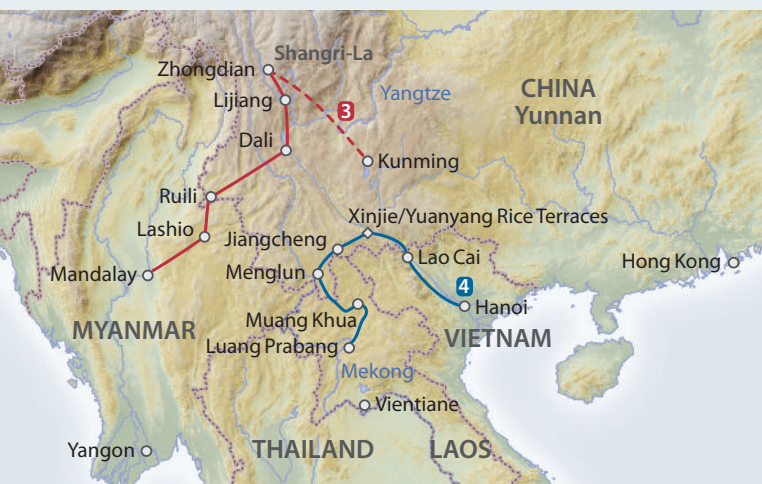 Shangri-La
Zhongdian
CHINA
Yunnan
Lijiang
Yangtze
3
Dali
Kunming
Ruili
Xinjie/Yuanyang Rice Terraces
Lashio
Jiangcheng
Lao Cai
Hong Kong
Mandalay
Menglun
4
Hanoi
Muang Khua
MYANMAR
VIETNAM
Luang Prabang
Mekong
Vientiane
Yangon
THAILAND
LAOS